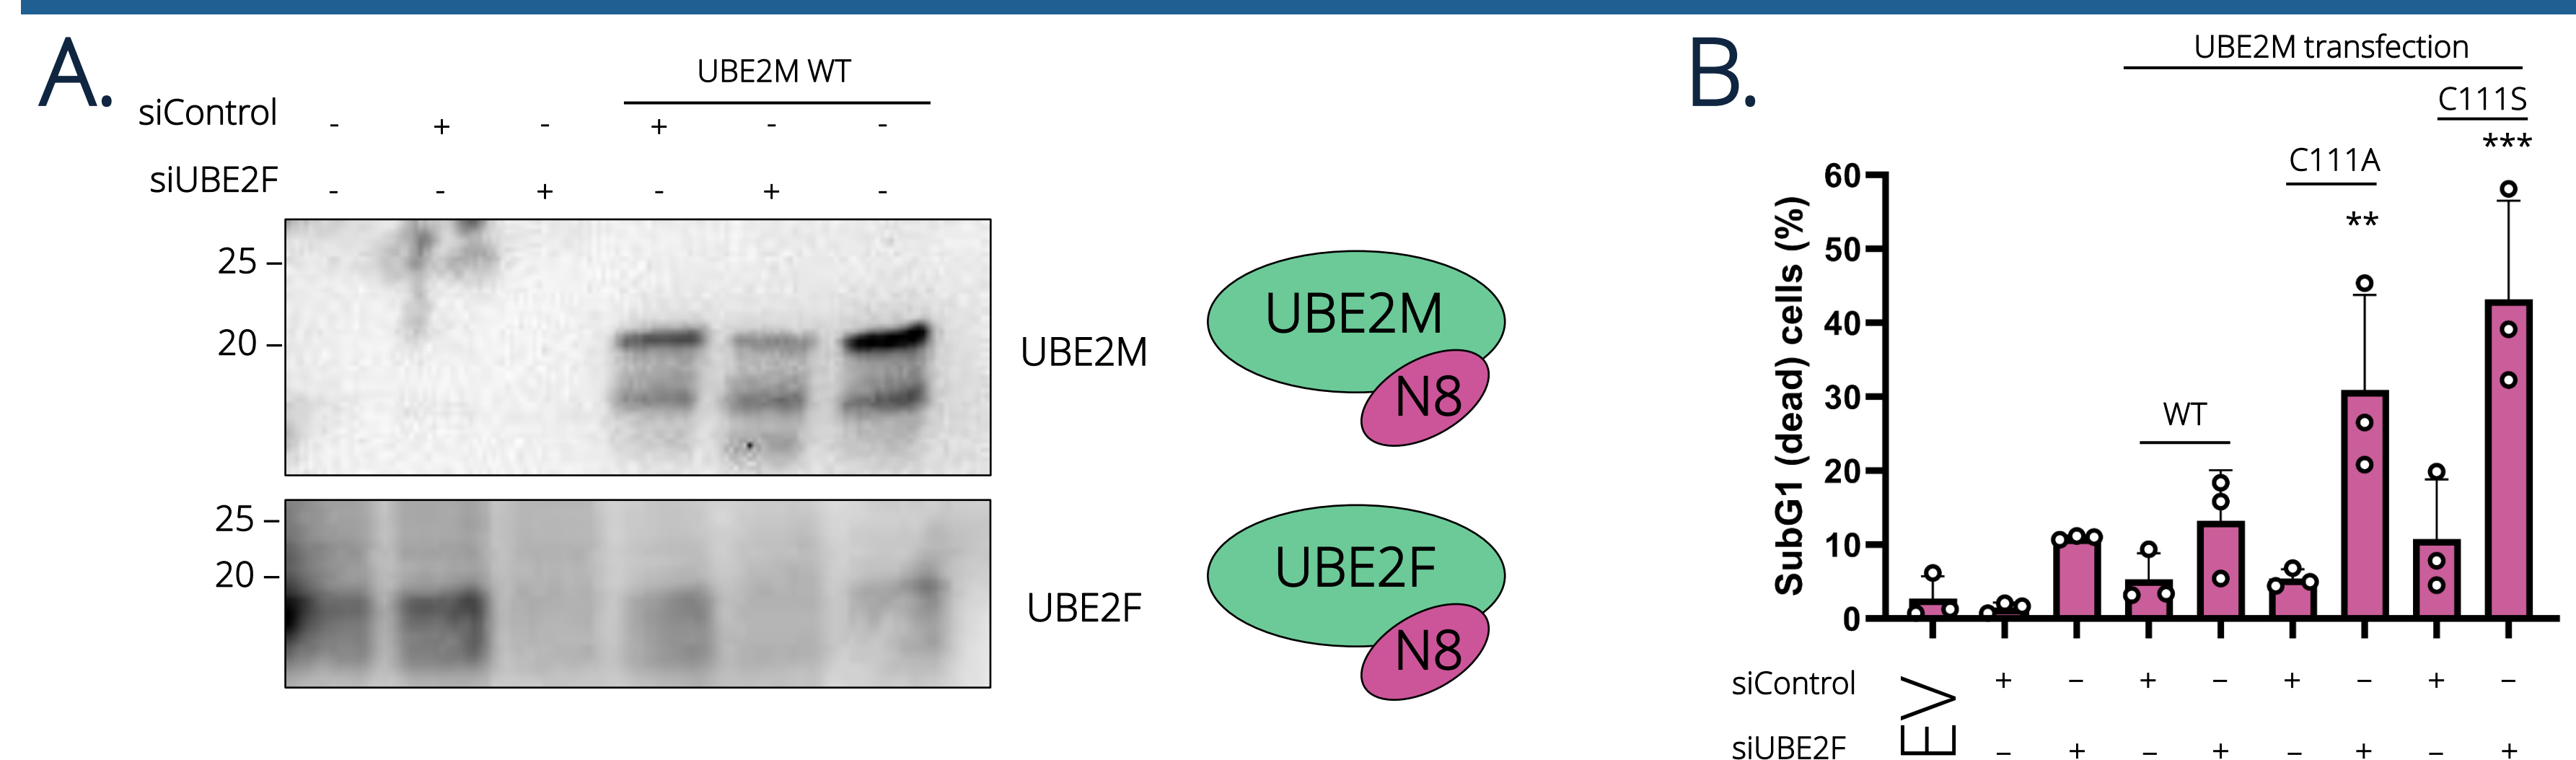 A.
UBE2M WT
siControl - + - + - -
siUBE2F - - + - + -
25 –
20 –
UBE2M
UBE2M
N8
25 –
20 –
UBE2F
UBE2F
N8
B.
UBE2M transfection
C111S
***
C111A
**
WT
SubG1 (dead) cells (%)
60
50
40
30
20
10
0
EV
siControl + – + – + – + –
siUBE2F – + – + – + – +